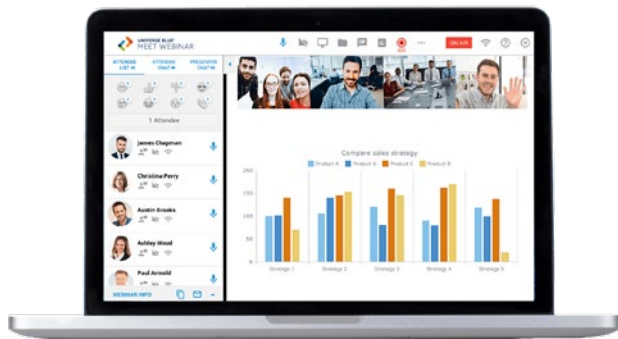 UNIVERGE BLUE®
MEET WEBINAR
ON AIR
ATTENDEE LIST
ATTENDEE CHAT
PRESENTER CHAT
1 Attendee
James Chapman
Christina Perry
Austin Brooks
Ashley Wood
Paul Arnold
WEBINAR INFO
Compare sales strategy
Product A
Product B
Product C
Product D
200
150
100
50
0
Strategy 1
Strategy 2
Strategy 3
Strategy 4
Strategy 5